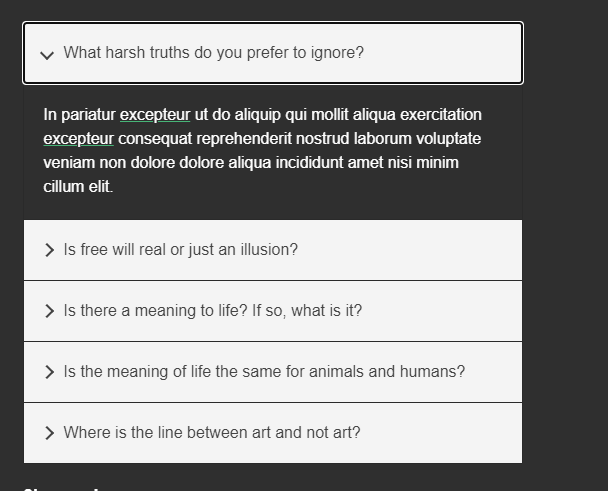 What harsh truths do you prefer to ignore?
In pariatur excepteur ut do aliquip qui mollit aliqua exercitation
excepteur consequat reprehenderit nostrud laborum voluptate
veniam non dolore dolore aliqua incididunt amet nisi minim
cillum elit.
Is free will real or just an illusion?
Is there a meaning to life? If so, what is it?
Is the meaning of life the same for animals and humans?
Where is the line between art and not art?